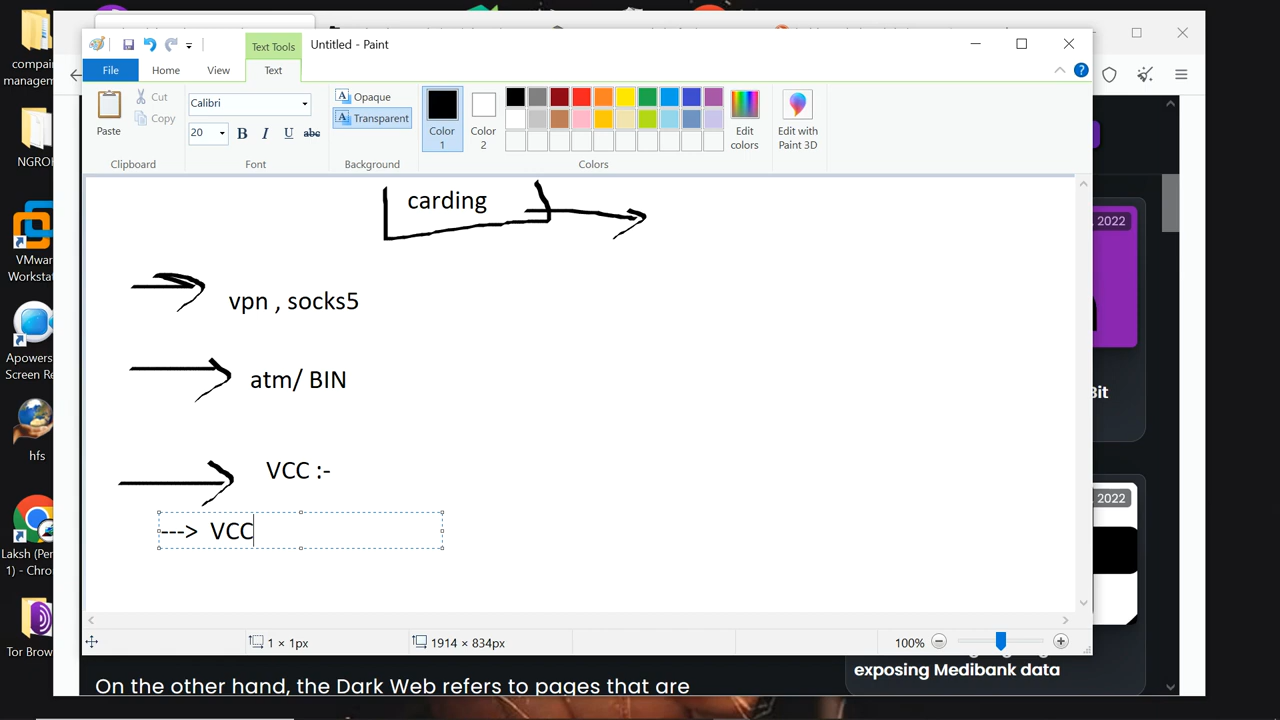 Text Tools
Untitled - Paint
File
Home
View
Text
Paste
Cut
Copy
Clipboard
Calibri
20
B I U abc
Font
Opaque
Transparent
Background
Color 1
Color 2
Edit colors
Edit with Paint 3D
Colors
carding
vpn , socks5
atm/ BIN
VCC :-
---> VCC
1 × 1px
1914 × 834px
100%
compain
managem
NGRO
VMwar
Worksta
Apowers
Screen Re
hfs
Laksh (Per
1) - Chro
Tor Brow
2022
Bit
2022
exposing Medibank data
On the other hand, the Dark Web refers to pages that are